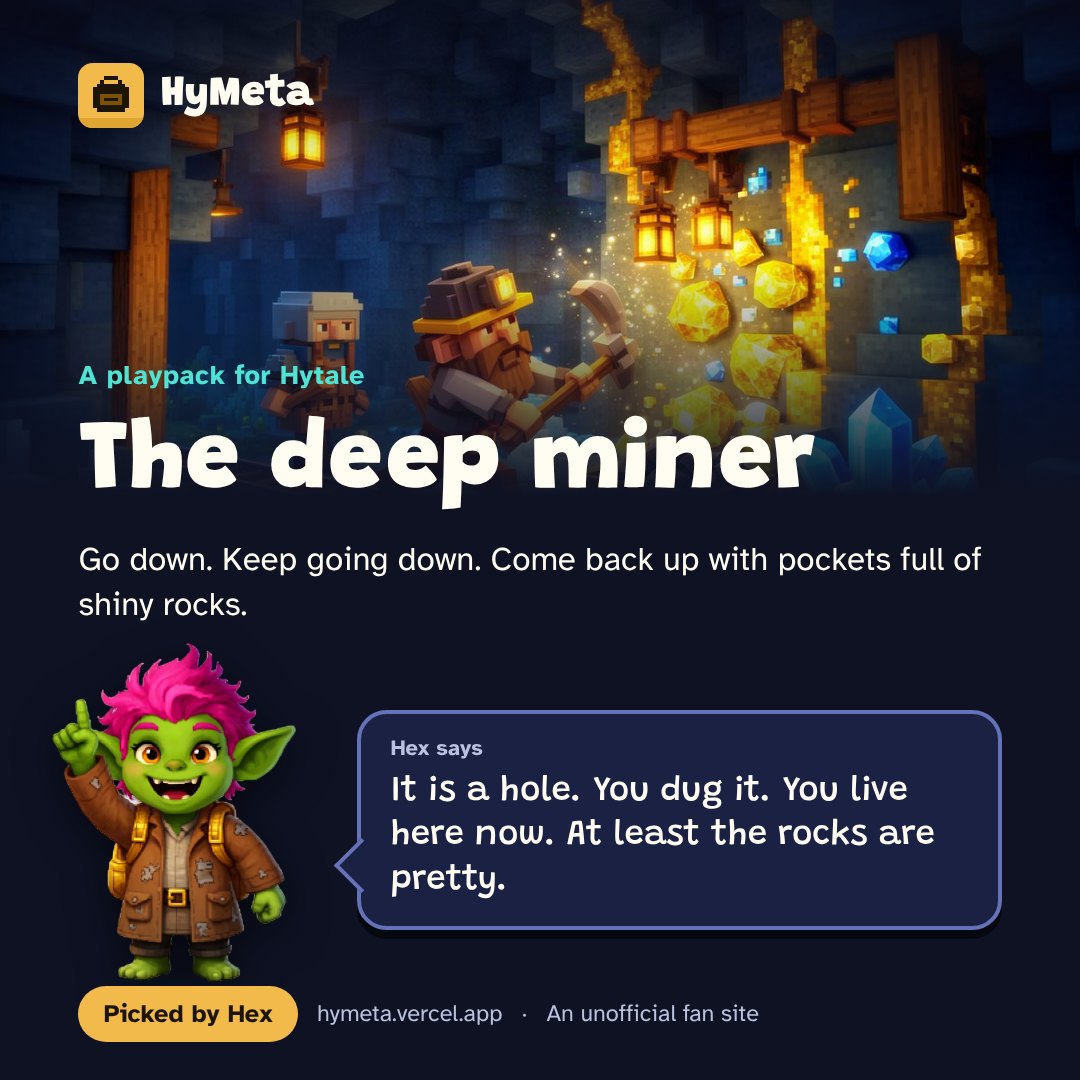 HyMeta
A playpack for Hytale
The deep miner
Go down. Keep going down. Come back up with pockets full of
shiny rocks.
Hex says
It is a hole. You dug it. You live
here now. At least the rocks are
pretty.
Picked by Hex
hymeta.vercel.app · An unofficial fan site